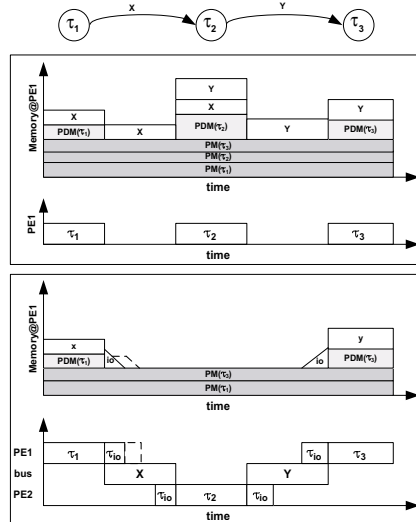 X Y
τ1 τ2 τ3
Memory@PE1
Y
X X Y
PDM(τ1) X PDM(τ2) Y PDM(τ3)
PM(τ3)
PM(τ2)
PM(τ1)
time
PE1 τ1 τ2 τ3
time
Memory@PE1
x y
PDM(τ1) io io PDM(τ3)
PM(τ3)
PM(τ1)
time
PE1 τ1 τio τio τ3
bus X Y
PE2 τio τ2 τio
time